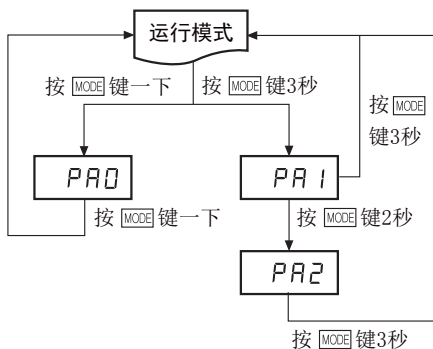 运行模式
按 MODE 键一下
按 MODE 键3秒
按 MODE
键3秒
PA0
PA1
按 MODE 键一下
按 MODE 键2秒
PA2
按 MODE 键3秒